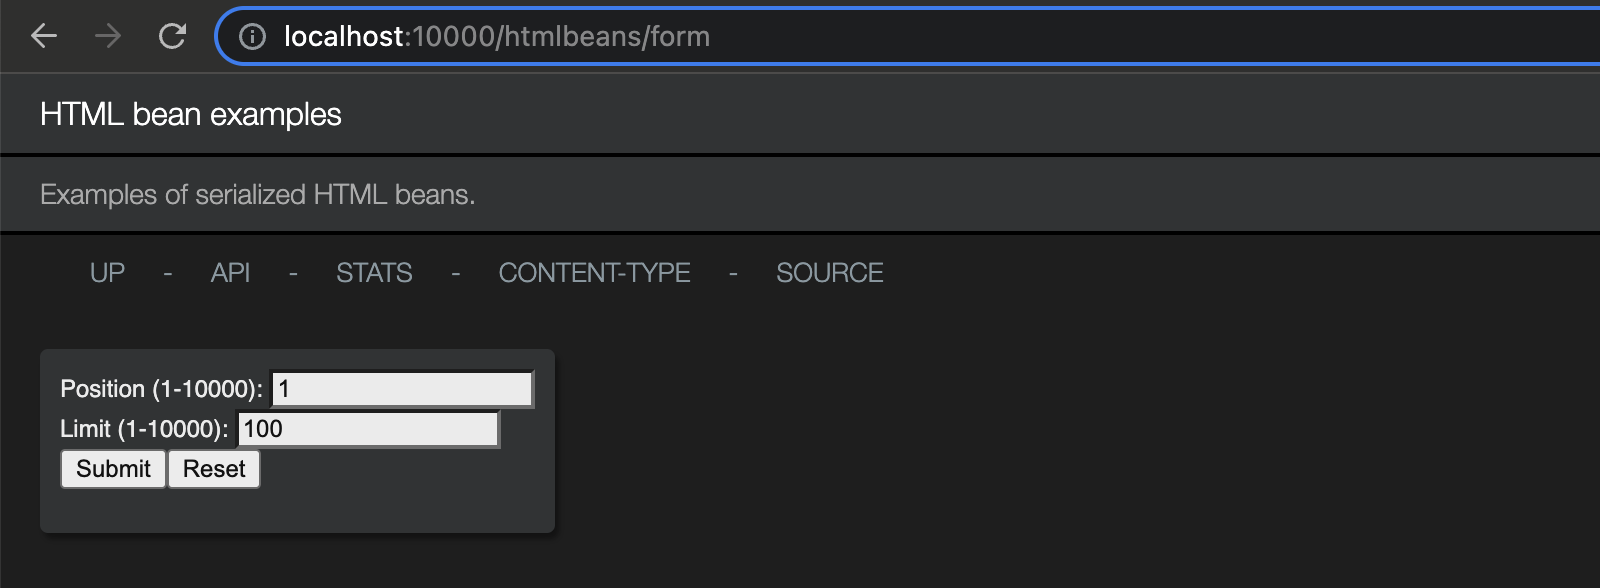 localhost:10000/htmlbeans/form
HTML bean examples
Examples of serialized HTML beans.
UP - API - STATS - CONTENT-TYPE - SOURCE
Position (1-10000): 1
Limit (1-10000): 100
Submit Reset